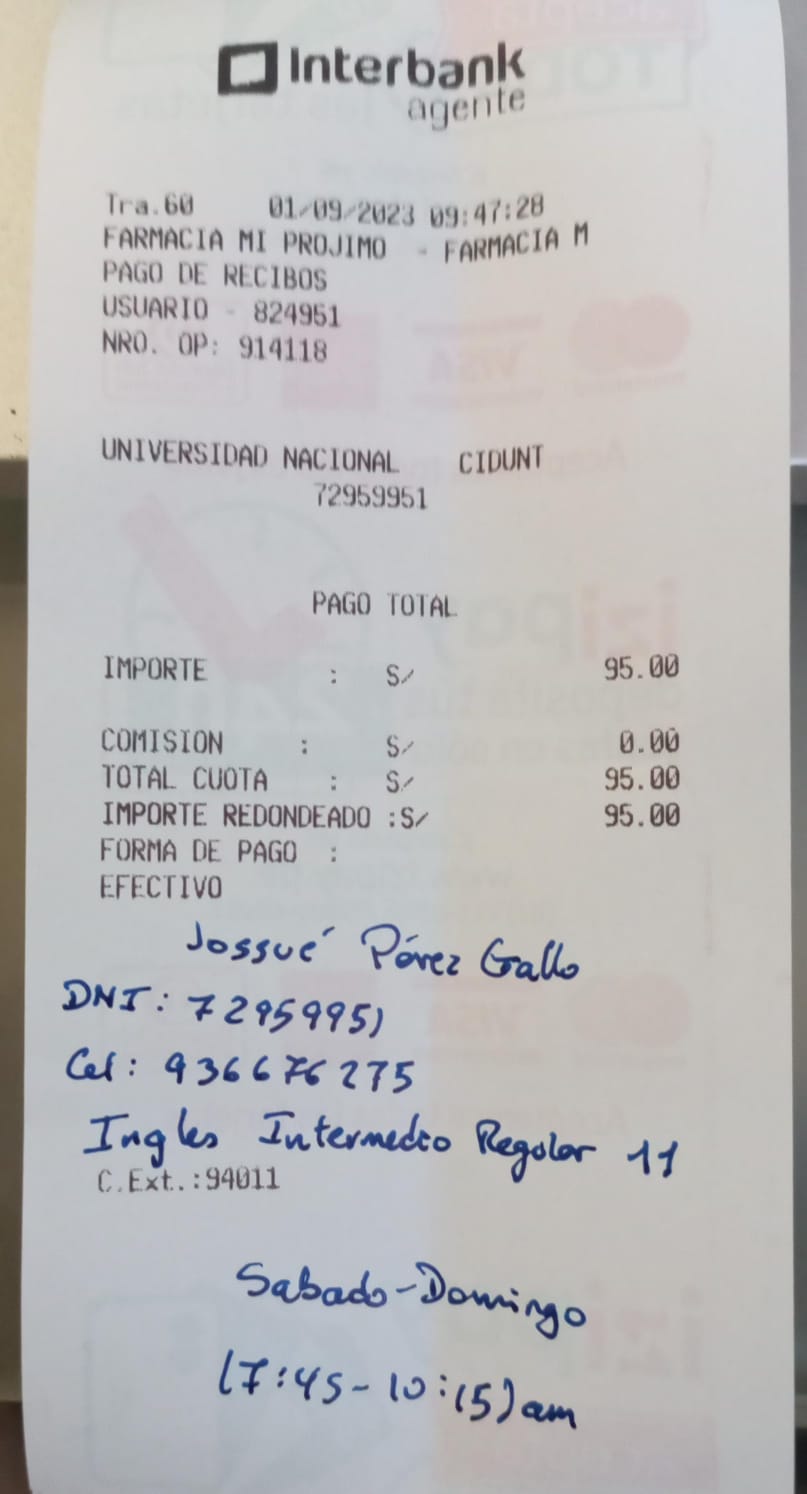 Interbank
agente
Tra.60 01/09/2023 09:47:28
FARMACIA MI PROJIMO - FARMACIA M
PAGO DE RECIBOS
USUARIO - 824951
NRO. OP: 914118
UNIVERSIDAD NACIONAL CIDUNT
72959951
PAGO TOTAL
IMPORTE : S/ 95.00
COMISION : S/ 0.00
TOTAL CUOTA : S/ 95.00
IMPORTE REDONDEADO :S/ 95.00
FORMA DE PAGO :
EFECTIVO
Jossué Pérez Gallo
DNI: 72959951
Cel: 936676275
Ingles Intermedio Regular 11
C.Ext.:94011
Sabado-Domingo
(7:45-10:15)am